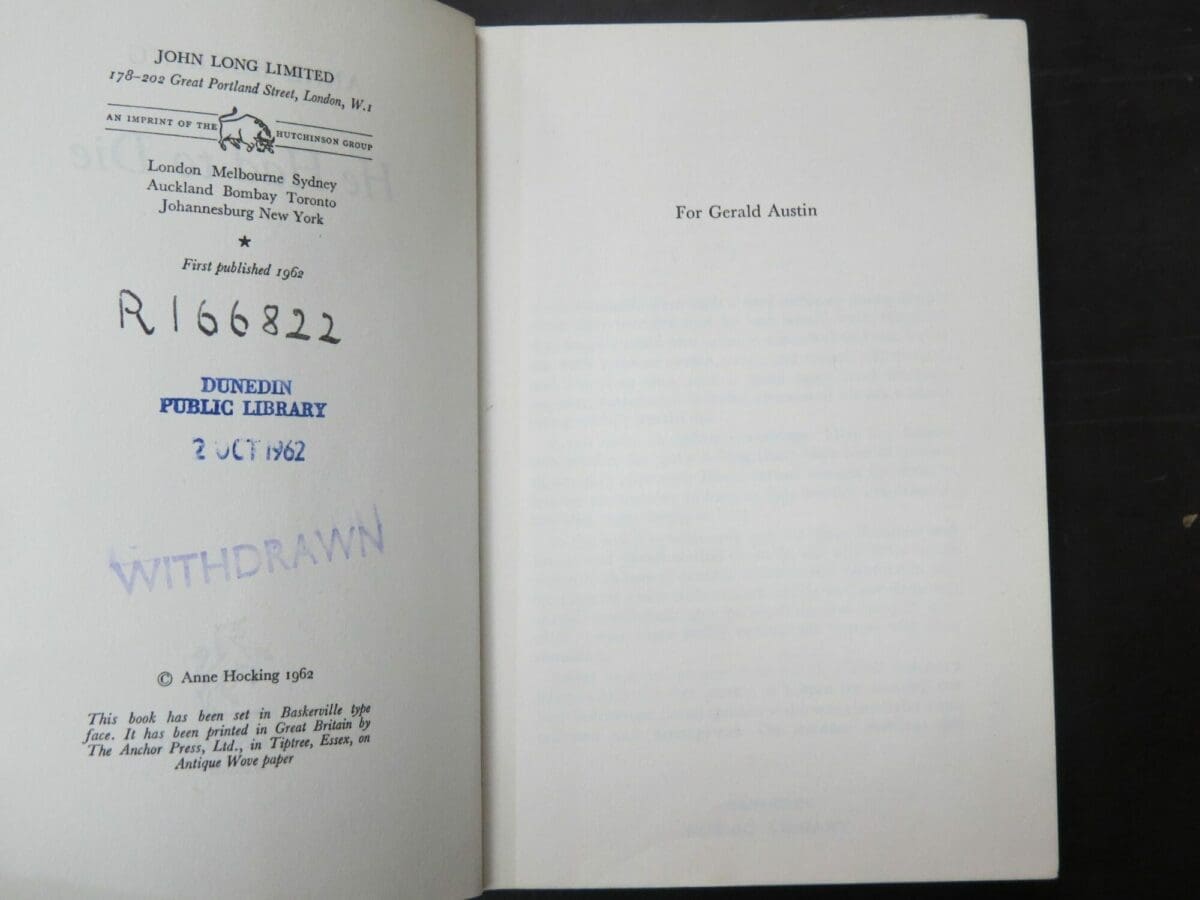 JOHN LONG LIMITED
178-202 Great Portland Street, London, W.1
AN IMPRINT OF THE HUTCHINSON GROUP
London Melbourne Sydney
Auckland Bombay Toronto
Johannesburg New York
★
First published 1962
R166822
DUNEDIN
PUBLIC LIBRARY
2 OCT 1962
WITHDRAWN
© Anne Hocking 1962
This book has been set in Baskerville type
face. It has been printed in Great Britain by
The Anchor Press, Ltd., in Tiptree, Essex, on
Antique Wove paper
For Gerald Austin